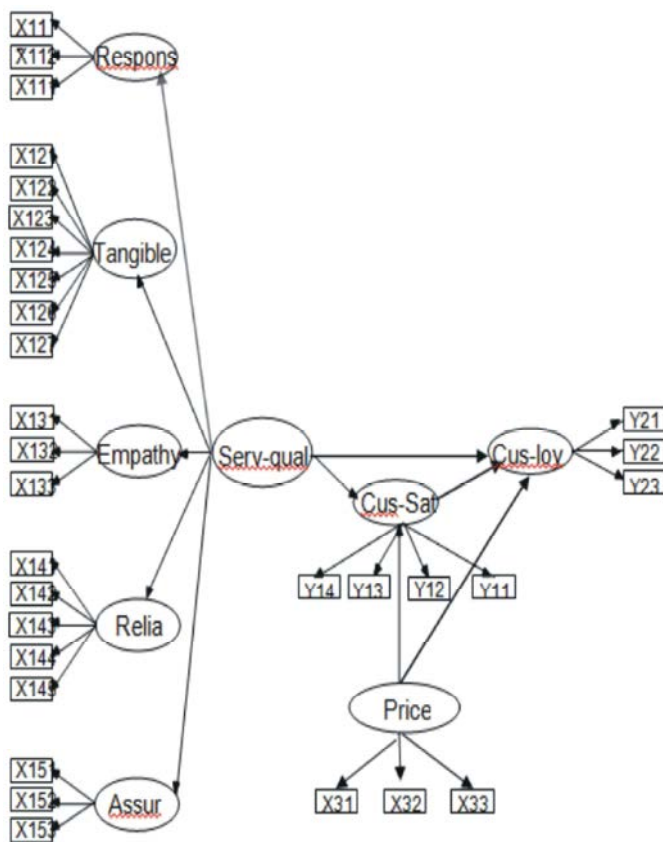 X11
X112
X111
Respons
X121
X122
X123
X124
X125
X126
X127
Tangible
X131
X132
X133
Empathy
Serv-qual
Cus-Sat
Cus-loy
Y21
Y22
Y23
Y14
Y13
Y12
Y11
X141
X142
X143
X144
X145
Relia
Price
X31
X32
X33
X151
X152
X153
Assur